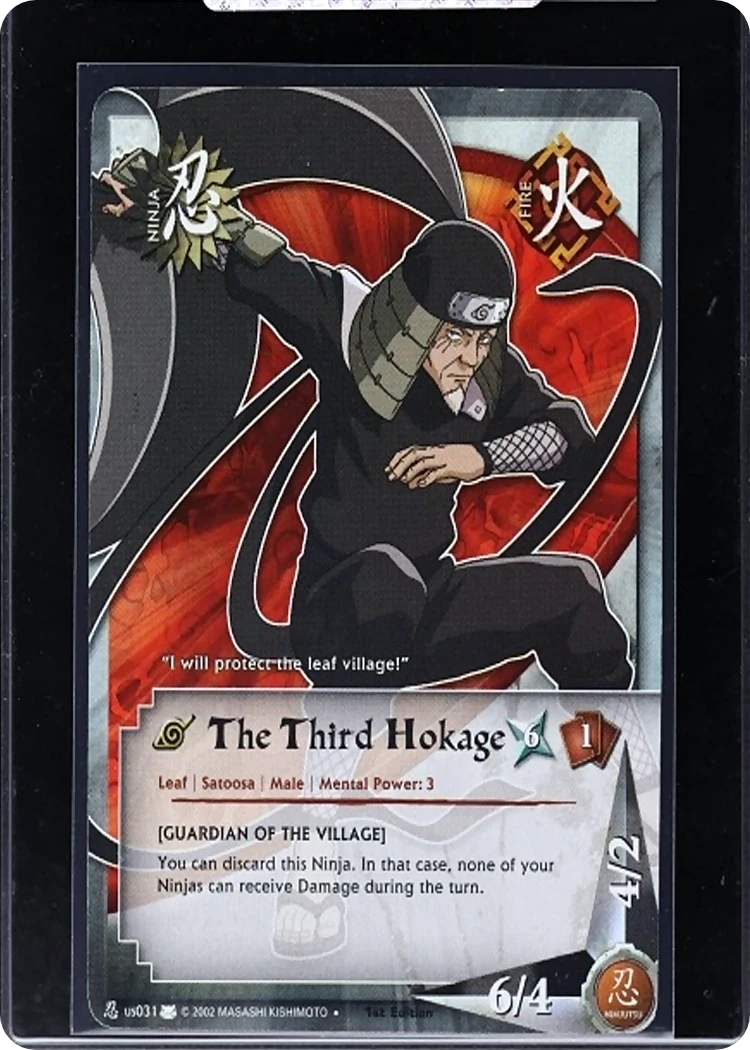 忍
NINJA
火
FIRE
"I will protect the leaf village!"
The Third Hokage
6
1
Leaf | Satoosa | Male | Mental Power: 3
[GUARDIAN OF THE VILLAGE]
You can discard this Ninja. In that case, none of your
Ninjas can receive Damage during the turn.
4/2
6/4
忍
NINJUTSU
忍 US031 © 2002 MASASHI KISHIMOTO • 1st Edition